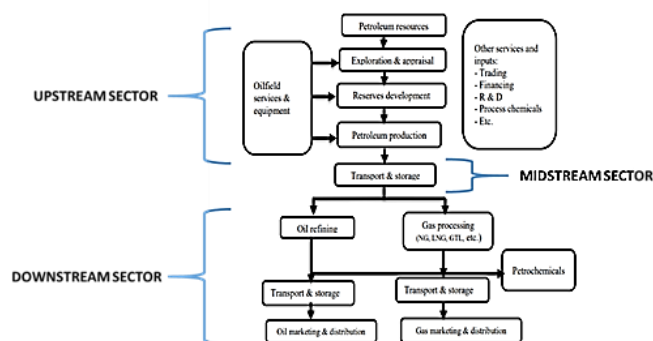 Petroleum resources
Exploration & appraisal
Reserves development
Petroleum production
Oilfield
services &
equipment
Other services and
inputs:
- Trading
- Financing
- R & D
- Process chemicals
- Etc.
UPSTREAM SECTOR
Transport & storage
MIDSTREAM SECTOR
Oil refining
Gas processing
(NG, LNG, GTL, etc.)
Petrochemicals
DOWNSTREAM SECTOR
Transport & storage
Transport & storage
Oil marketing & distribution
Gas marketing & distribution